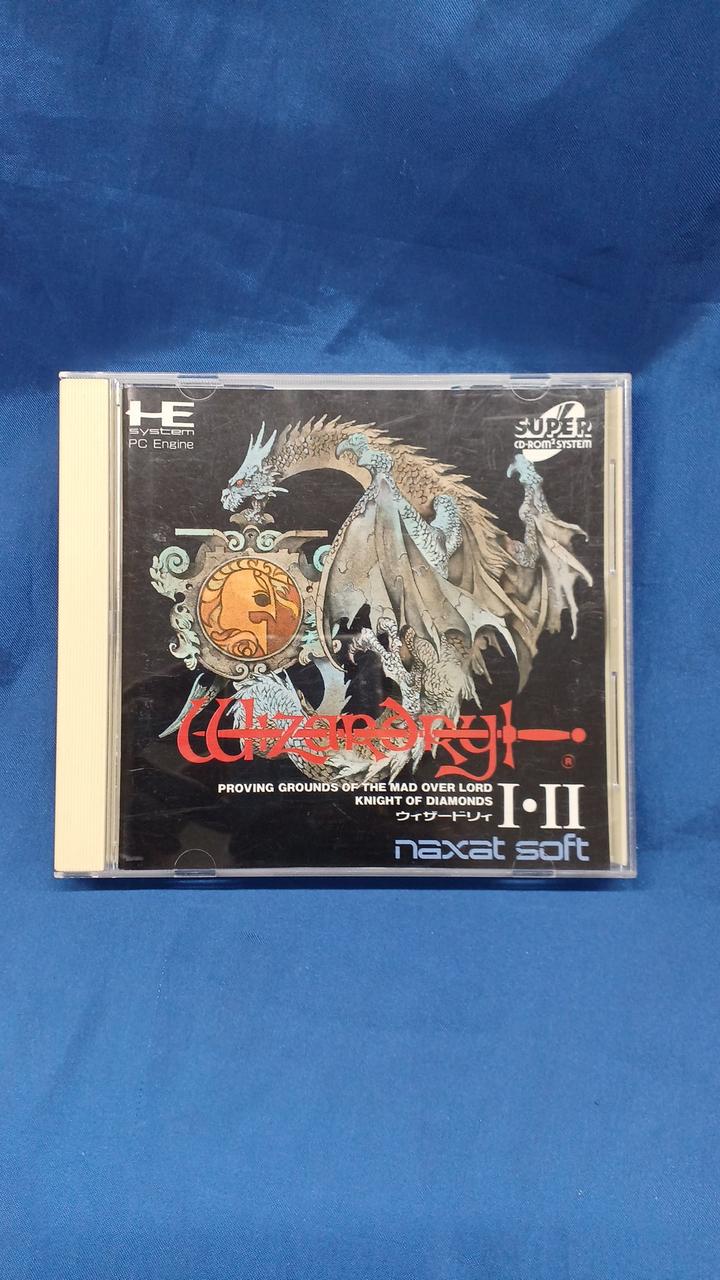 HE
system
PC Engine
SUPER
CD-ROM² SYSTEM
Wizardry
®
PROVING GROUNDS OF THE MAD OVER LORD
KNIGHT OF DIAMONDS
I•II
ウィザードリィ
naxat soft